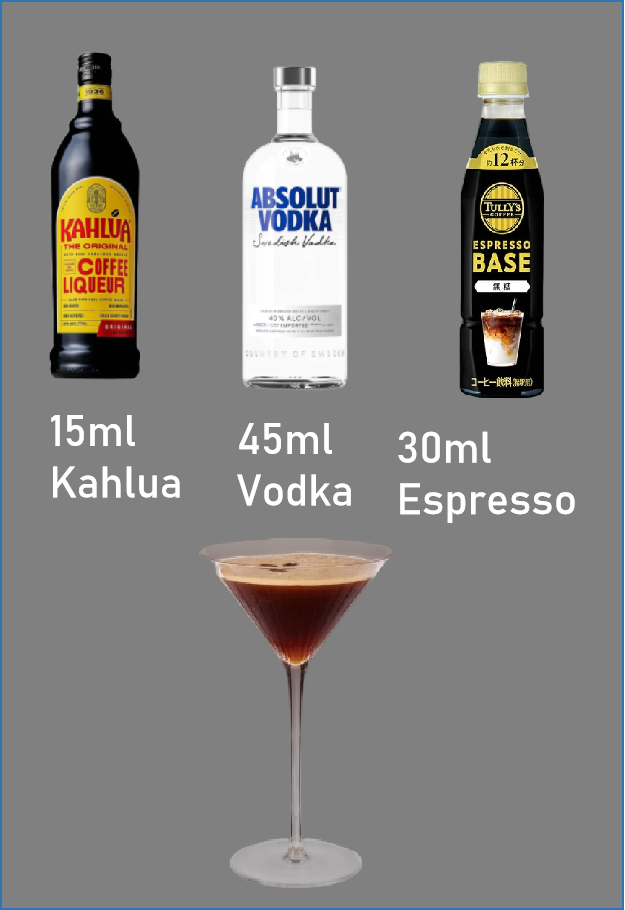 1936
KAHLÚA
THE ORIGINAL
COFFEE
LIQUEUR
ORIGINAL
ABSOLUT
VODKA
Swedish Vodka
40% ALC/VOL
COUNTRY OF SWEDEN
約12杯分
TULLY'S
COFFEE
ESPRESSO
BASE
無糖
コーヒー飲料(希釈用)
15ml
Kahlua
45ml
Vodka
30ml
Espresso